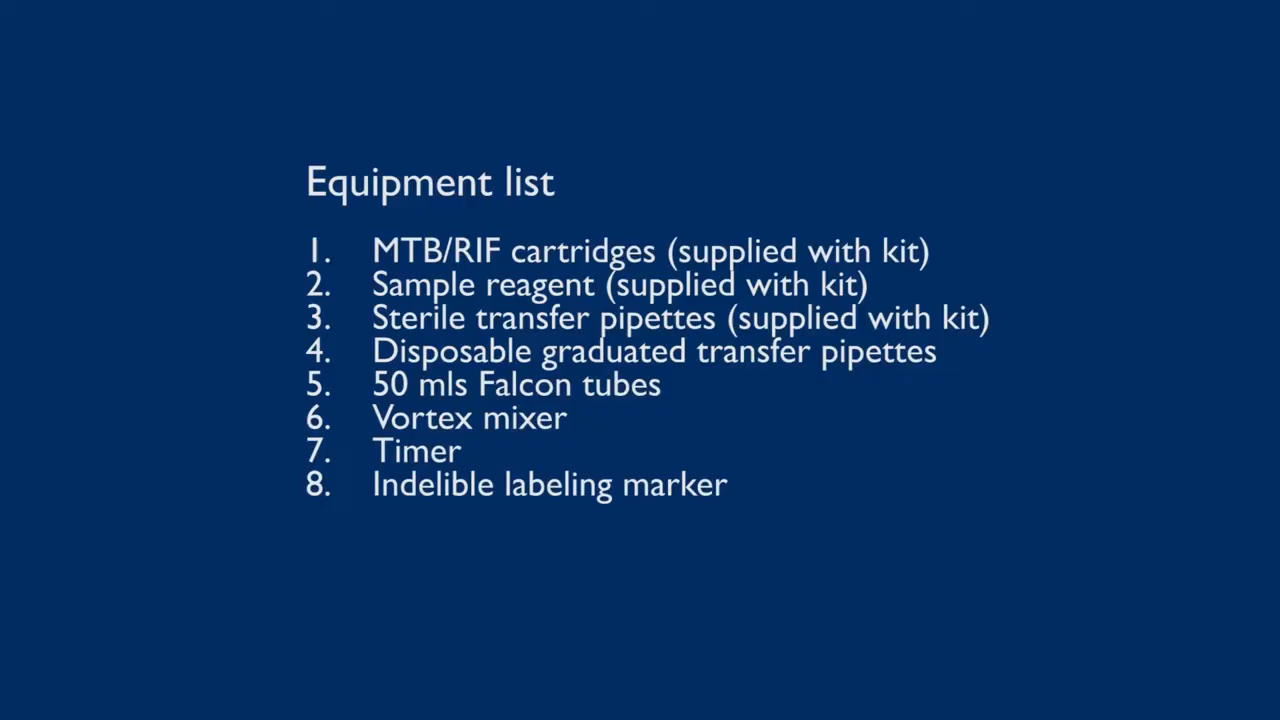 Equipment list
1. MTB/RIF cartridges (supplied with kit)
2. Sample reagent (supplied with kit)
3. Sterile transfer pipettes (supplied with kit)
4. Disposable graduated transfer pipettes
5. 50 mls Falcon tubes
6. Vortex mixer
7. Timer
8. Indelible labeling marker